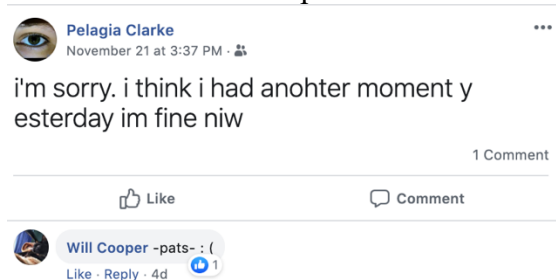 Pelagia Clarke
November 21 at 3:37 PM ·
i'm sorry. i think i had anohter moment y
esterday im fine niw
1 Comment
Like Comment
Will Cooper -pats- : (
Like · Reply · 4d 1